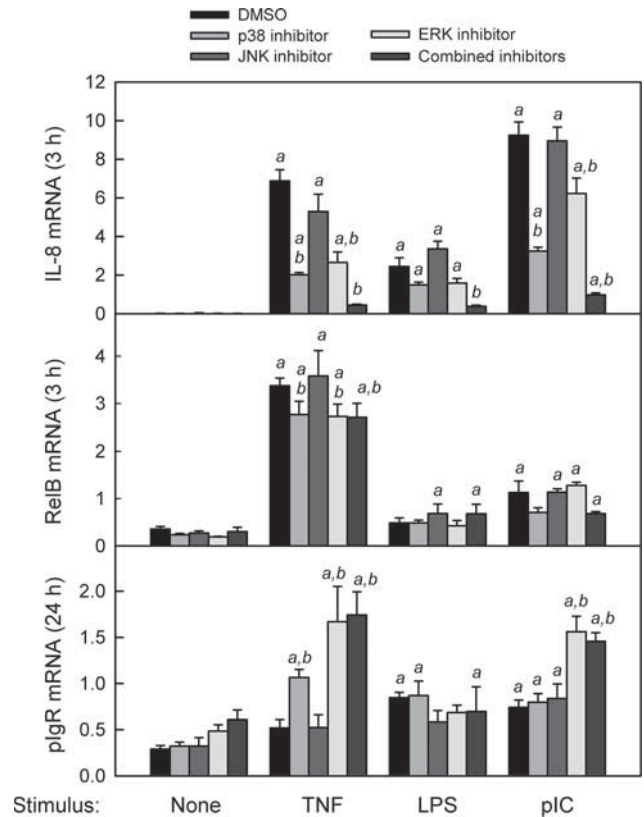 DMSO
p38 inhibitor
ERK inhibitor
JNK inhibitor
Combined inhibitors
IL-8 mRNA (3 h)
12
10
8
6
4
2
0
a
a
b
a
a,b
b
a
a
a
a
b
a
a
b
a
a,b
a,b
RelB mRNA (3 h)
4
3
2
1
0
a
a
b
a
a
b
a,b
a
a
a
a
a
a
pIgR mRNA (24 h)
2.0
1.5
1.0
0.5
0.0
a,b
a,b
a,b
a
a
a
a
a
a
a,b
a,b
Stimulus: None TNF LPS pIC